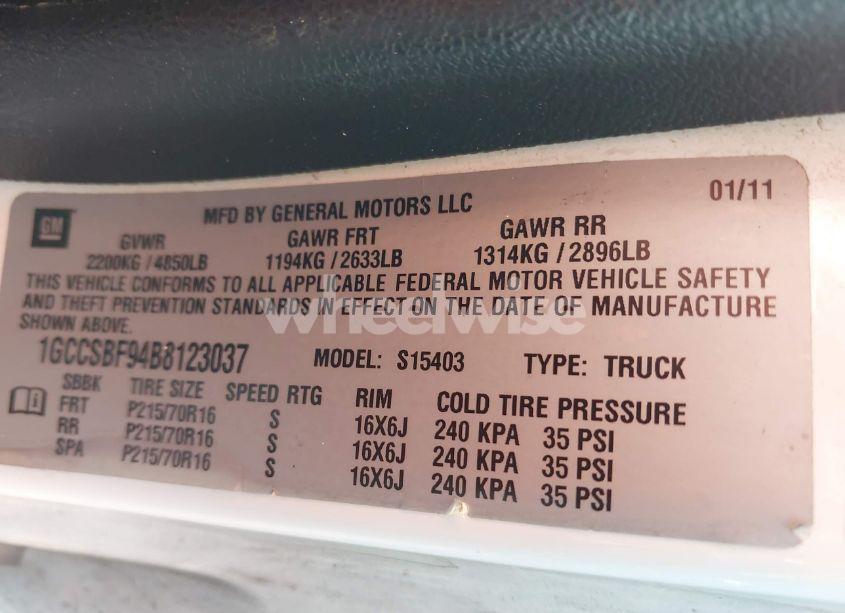 01/11
GM
MFD BY GENERAL MOTORS LLC
GVWR GAWR FRT GAWR RR
2200KG / 4850LB 1194KG / 2633LB 1314KG / 2896LB
THIS VEHICLE CONFORMS TO ALL APPLICABLE FEDERAL MOTOR VEHICLE SAFETY
AND THEFT PREVENTION STANDARDS IN EFFECT ON THE DATE OF MANUFACTURE
SHOWN ABOVE.
wheelwise
1GCCSBF94B8123037 MODEL: S15403 TYPE: TRUCK
SBBK TIRE SIZE SPEED RTG RIM COLD TIRE PRESSURE
FRT P215/70R16 S 16X6J 240 KPA 35 PSI
RR P215/70R16 S 16X6J 240 KPA 35 PSI
SPA P215/70R16 S 16X6J 240 KPA 35 PSI